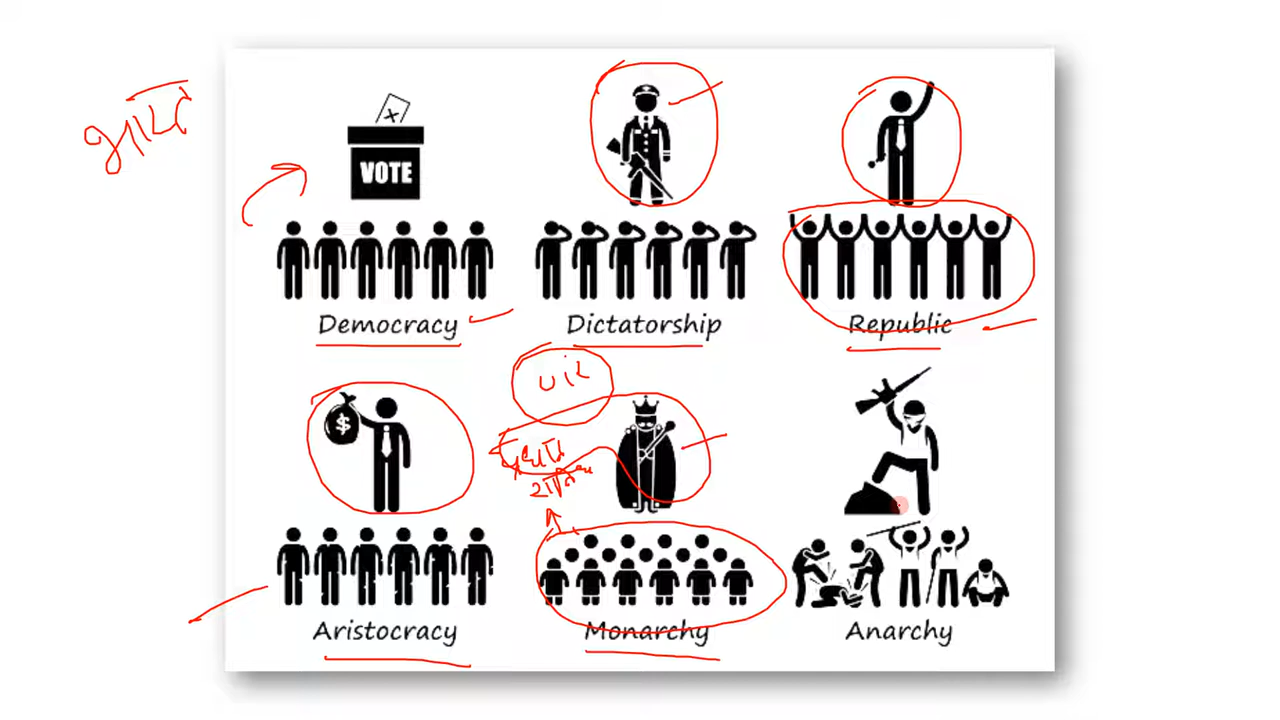 VOTE
Democracy
Dictatorship
Republic
$
Aristocracy
Monarchy
Anarchy